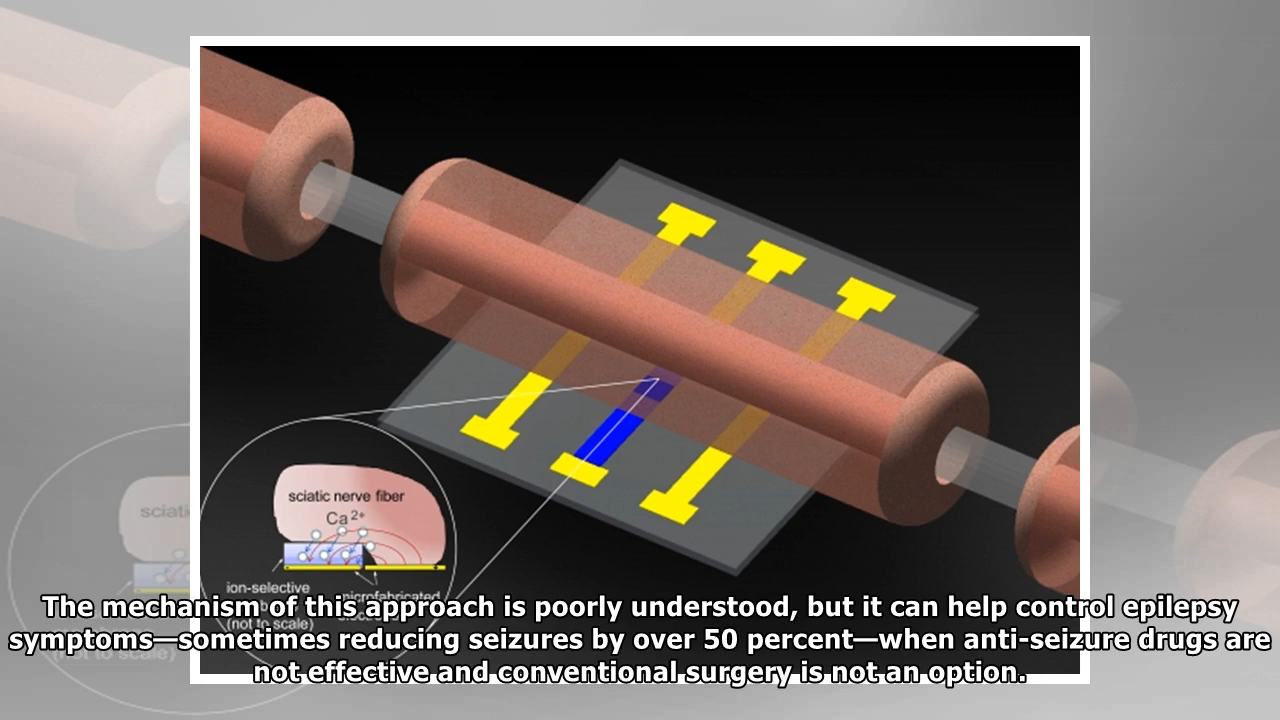 sciatic nerve fiber
Ca 2+
ion-selective
microfabricated
(not to scale)
The mechanism of this approach is poorly understood, but it can help control epilepsy
symptoms—sometimes reducing seizures by over 50 percent—when anti-seizure drugs are
not effective and conventional surgery is not an option.